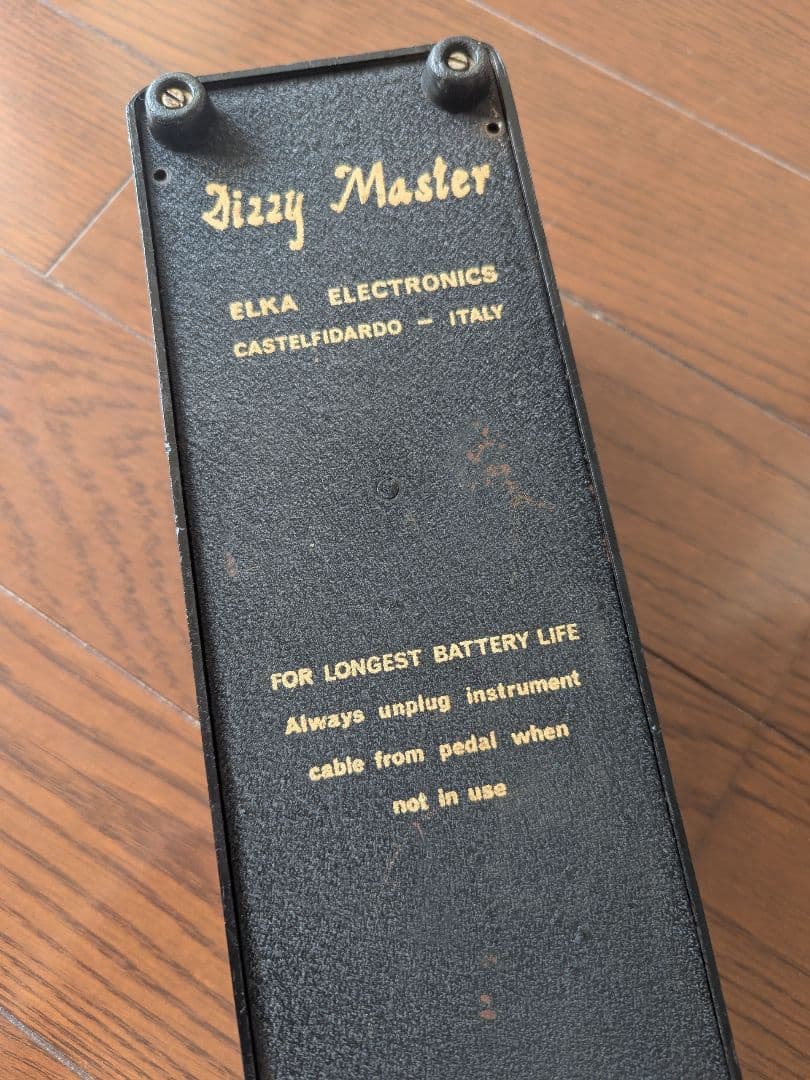 Dizzy Master
ELKA ELECTRONICS
CASTELFIDARDO - ITALY
FOR LONGEST BATTERY LIFE
Always unplug instrument
cable from pedal when
not in use